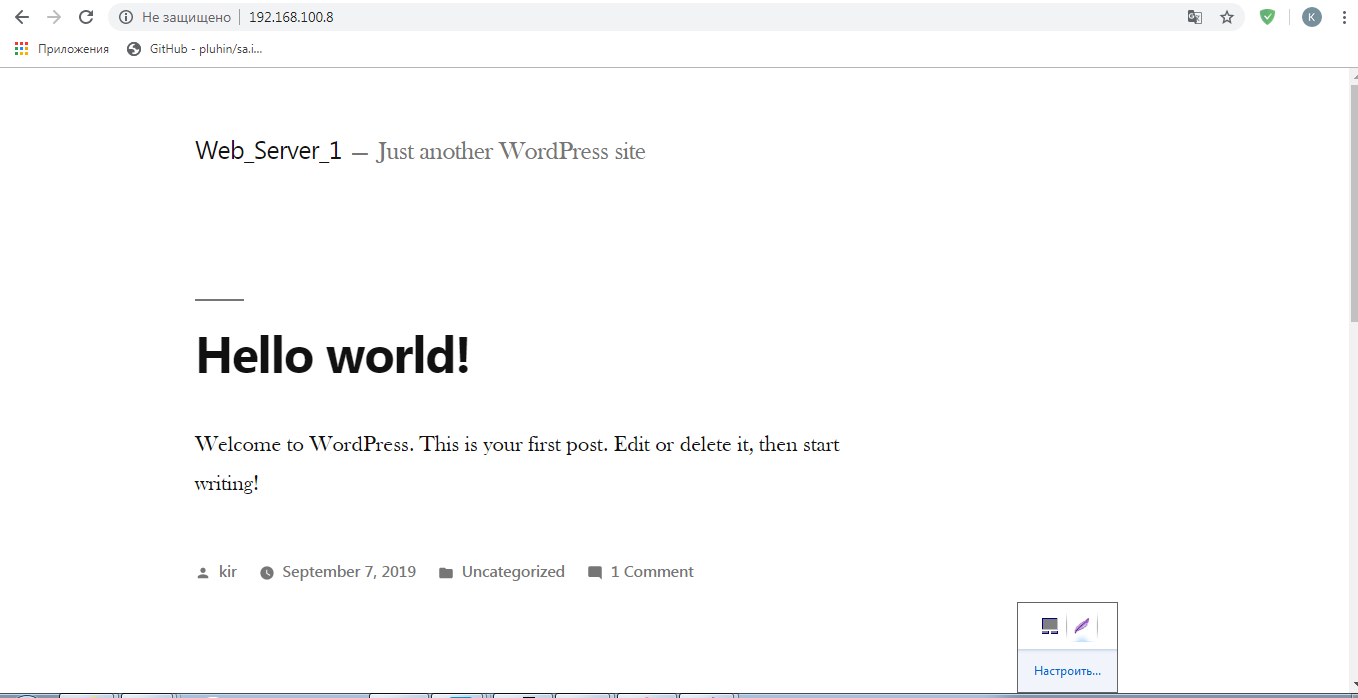 Не защищено 192.168.100.8
K
Приложения GitHub - pluhin/sa.i...
Web_Server_1 — Just another WordPress site
Hello world!
Welcome to WordPress. This is your first post. Edit or delete it, then start
writing!
kir September 7, 2019 Uncategorized 1 Comment
Настроить...